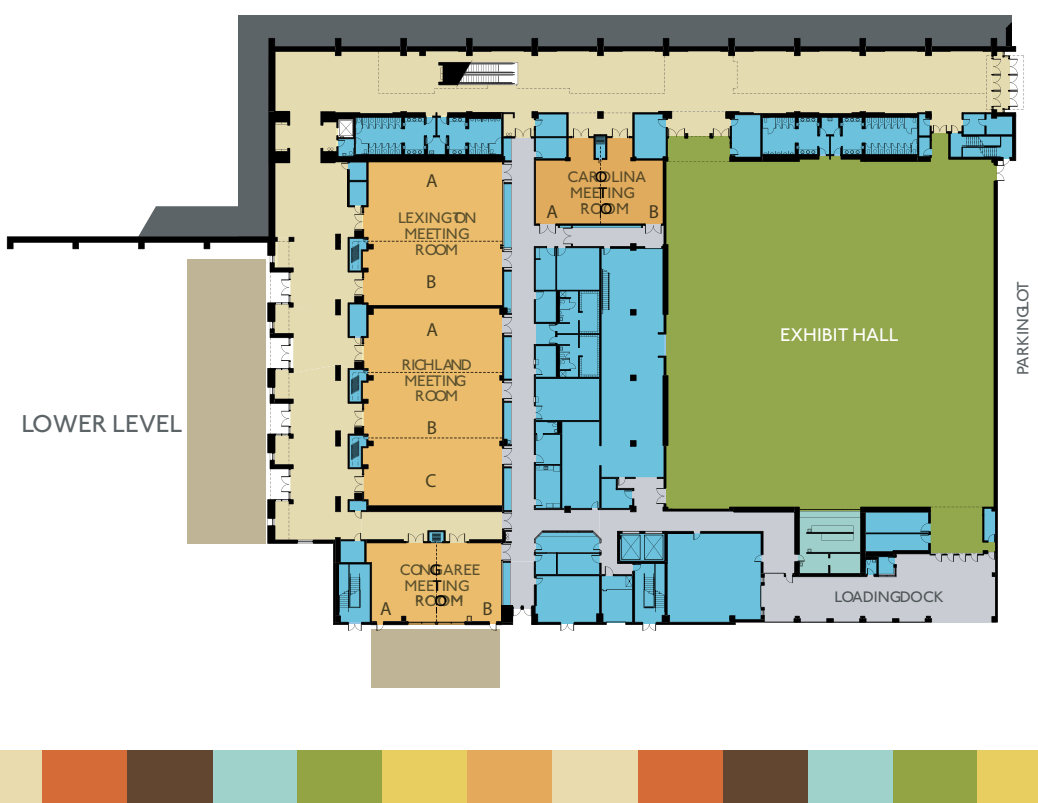 A
LEXINGTON
MEETING
ROOM
B
CAROLINA
MEETING
ROOM
A
B
A
RICHLAND
MEETING
ROOM
B
C
EXHIBIT HALL
PARKING LOT
LOWER LEVEL
CONGAREE
MEETING
ROOM
A
B
LOADING DOCK